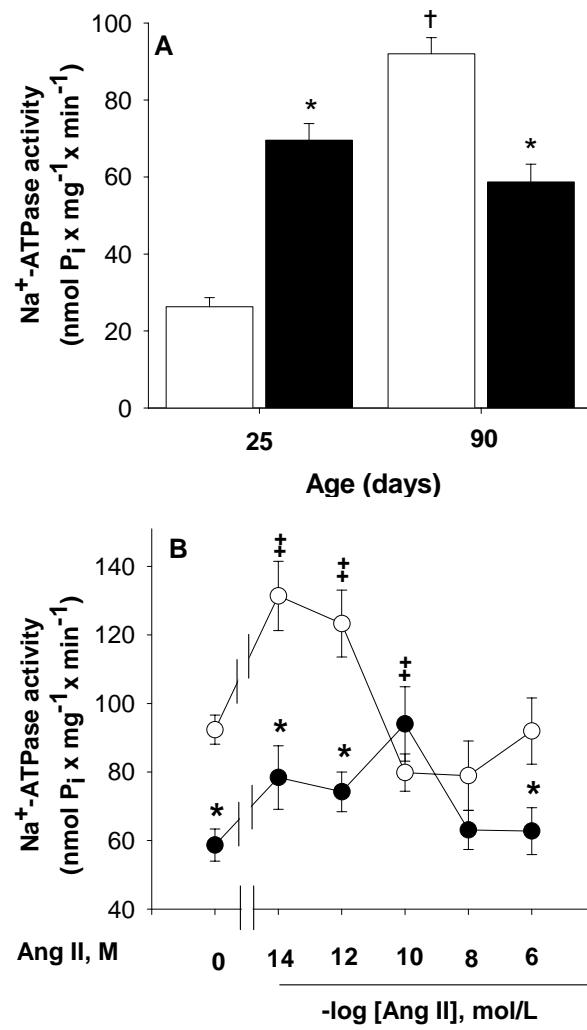 A
Na⁺-ATPase activity
(nmol Pi x mg⁻¹ x min⁻¹)
100
80
60
40
20
0
*
†
*
25 90
Age (days)
B
Na⁺-ATPase activity
(nmol Pi x mg⁻¹ x min⁻¹)
140
120
100
80
60
40
‡
‡
‡
*
*
*
*
Ang II, M 0 14 12 10 8 6
-log [Ang II], mol/L